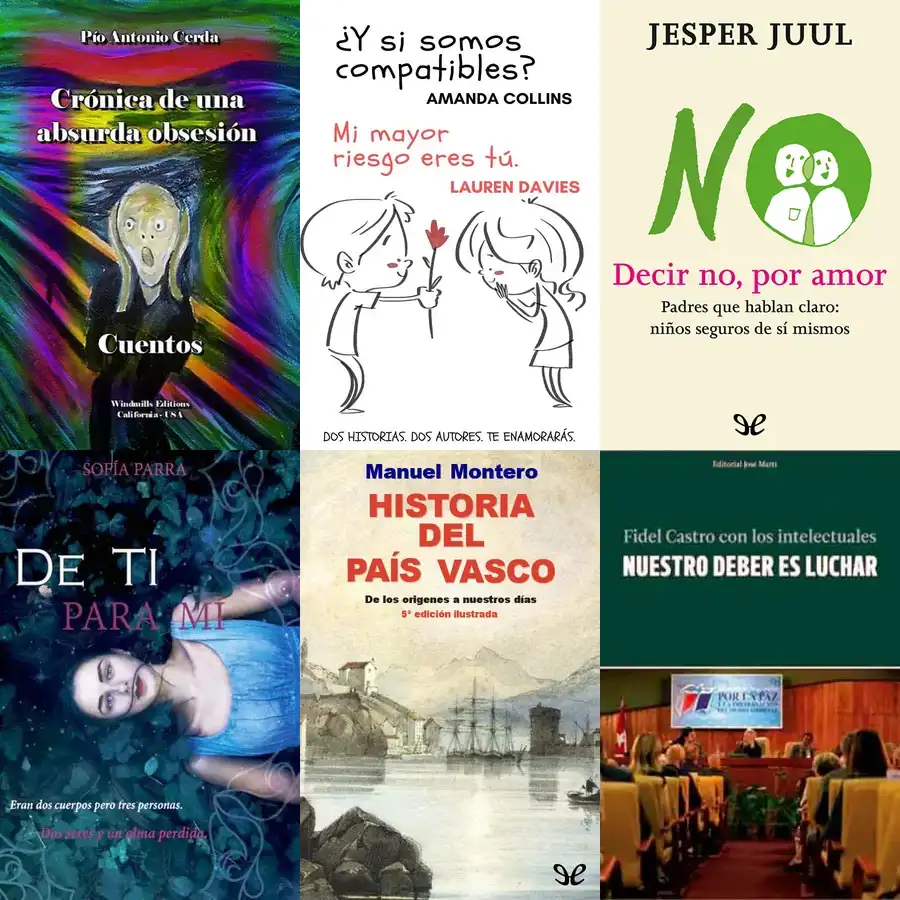 Pío Antonio Cerda
Crónica de una
absurda obsesión
Cuentos
Windmills Editions
California - USA
¿Y si somos
compatibles?
AMANDA COLLINS
Mi mayor
riesgo eres tú.
LAUREN DAVIES
DOS HISTORIAS. DOS AUTORES. TE ENAMORARÁS.
JESPER JUUL
NO
Decir no, por amor
Padres que hablan claro:
niños seguros de sí mismos
SOFÍA PARRA
DE TI
PARA MI
Eran dos cuerpos pero tres personas.
Dos seres y un alma perdida.
Manuel Montero
HISTORIA
DEL
PAÍS VASCO
De los origenes a nuestros días
5ª edición ilustrada
Editorial José Martí
Fidel Castro con los intelectuales
NUESTRO DEBER ES LUCHAR
POR LA PAZ